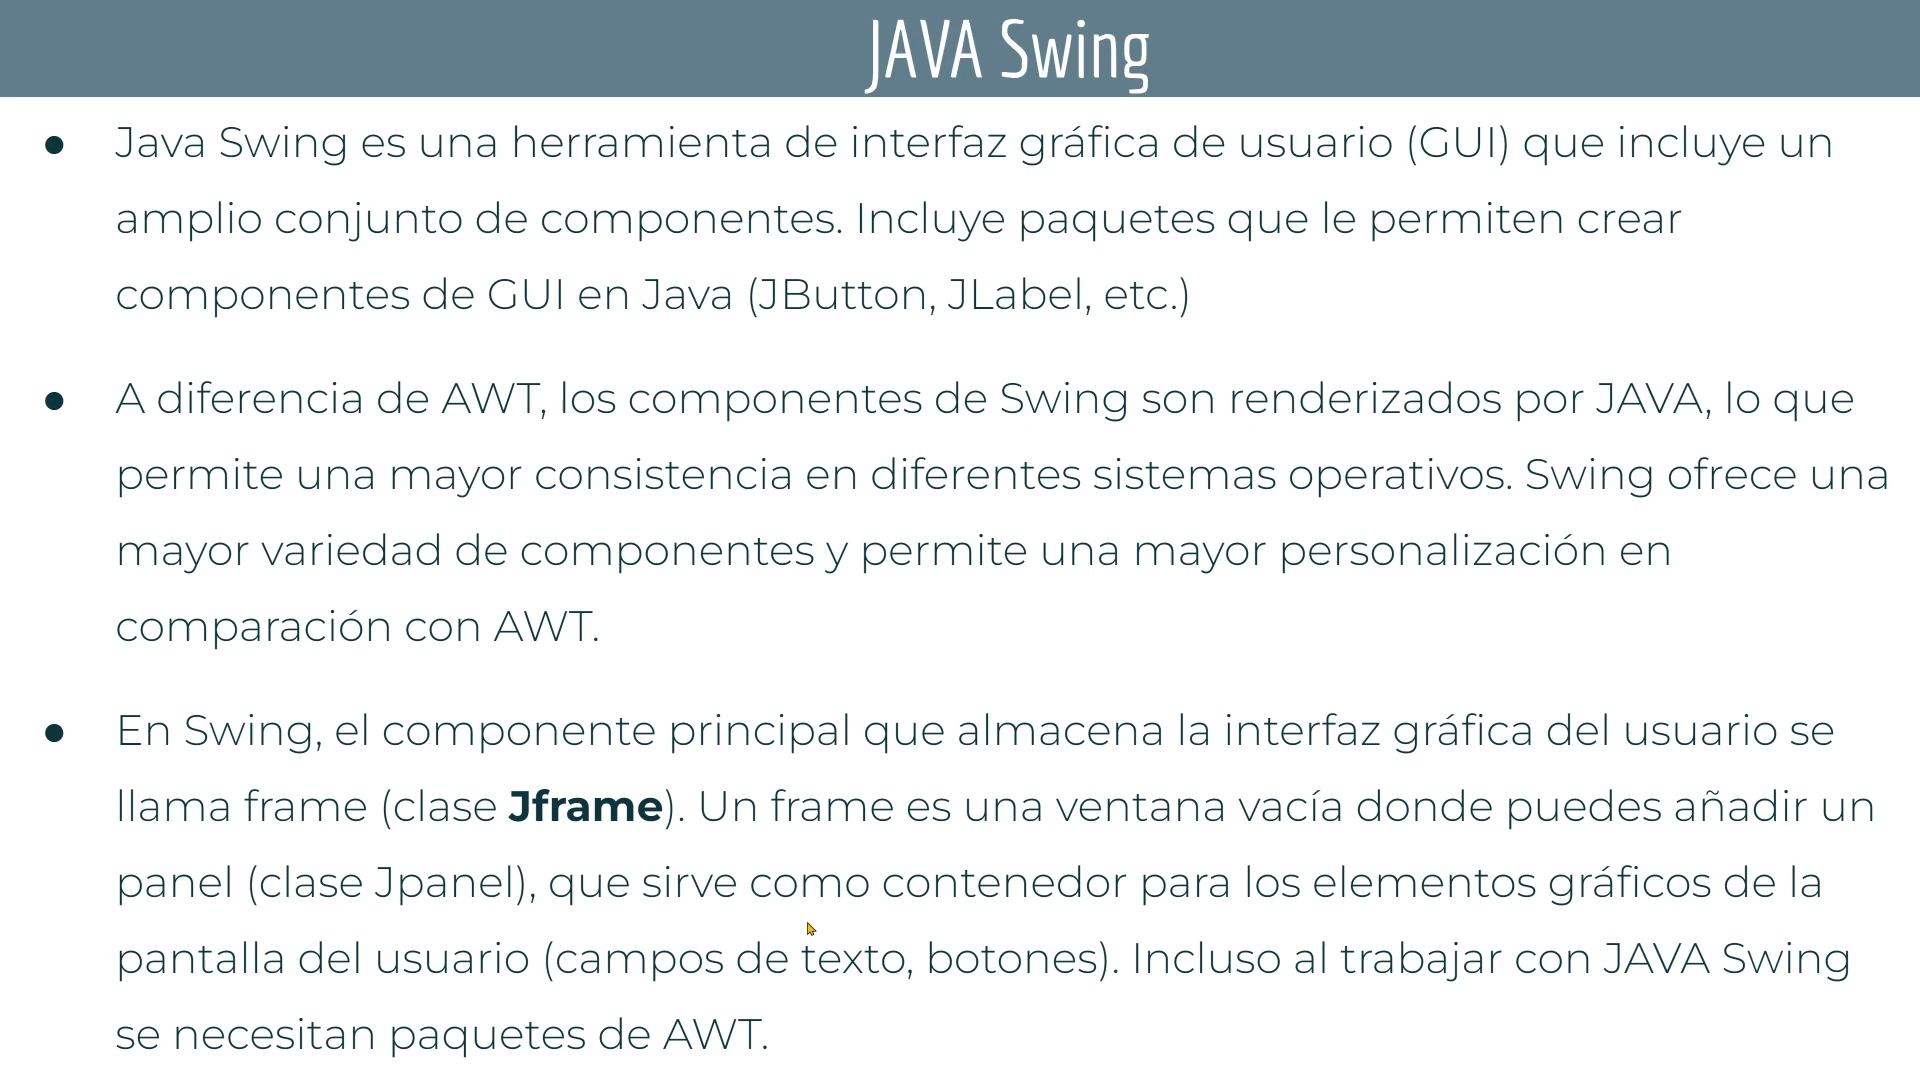 JAVA Swing
● Java Swing es una herramienta de interfaz gráfica de usuario (GUI) que incluye un
amplio conjunto de componentes. Incluye paquetes que le permiten crear
componentes de GUI en Java (JButton, JLabel, etc.)
● A diferencia de AWT, los componentes de Swing son renderizados por JAVA, lo que
permite una mayor consistencia en diferentes sistemas operativos. Swing ofrece una
mayor variedad de componentes y permite una mayor personalización en
comparación con AWT.
● En Swing, el componente principal que almacena la interfaz gráfica del usuario se
llama frame (clase Jframe). Un frame es una ventana vacía donde puedes añadir un
panel (clase Jpanel), que sirve como contenedor para los elementos gráficos de la
pantalla del usuario (campos de texto, botones). Incluso al trabajar con JAVA Swing
se necesitan paquetes de AWT.